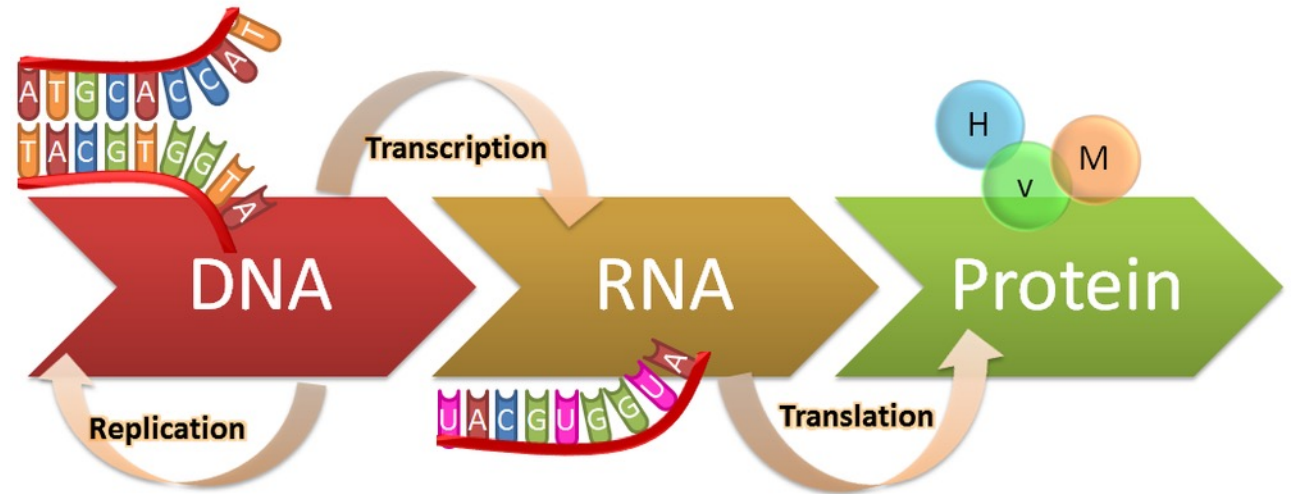 ATGCACCAT
TACGTGGTA
Transcription
H
v
M
DNA
RNA
Protein
Replication
UACGUGGUA
Translation